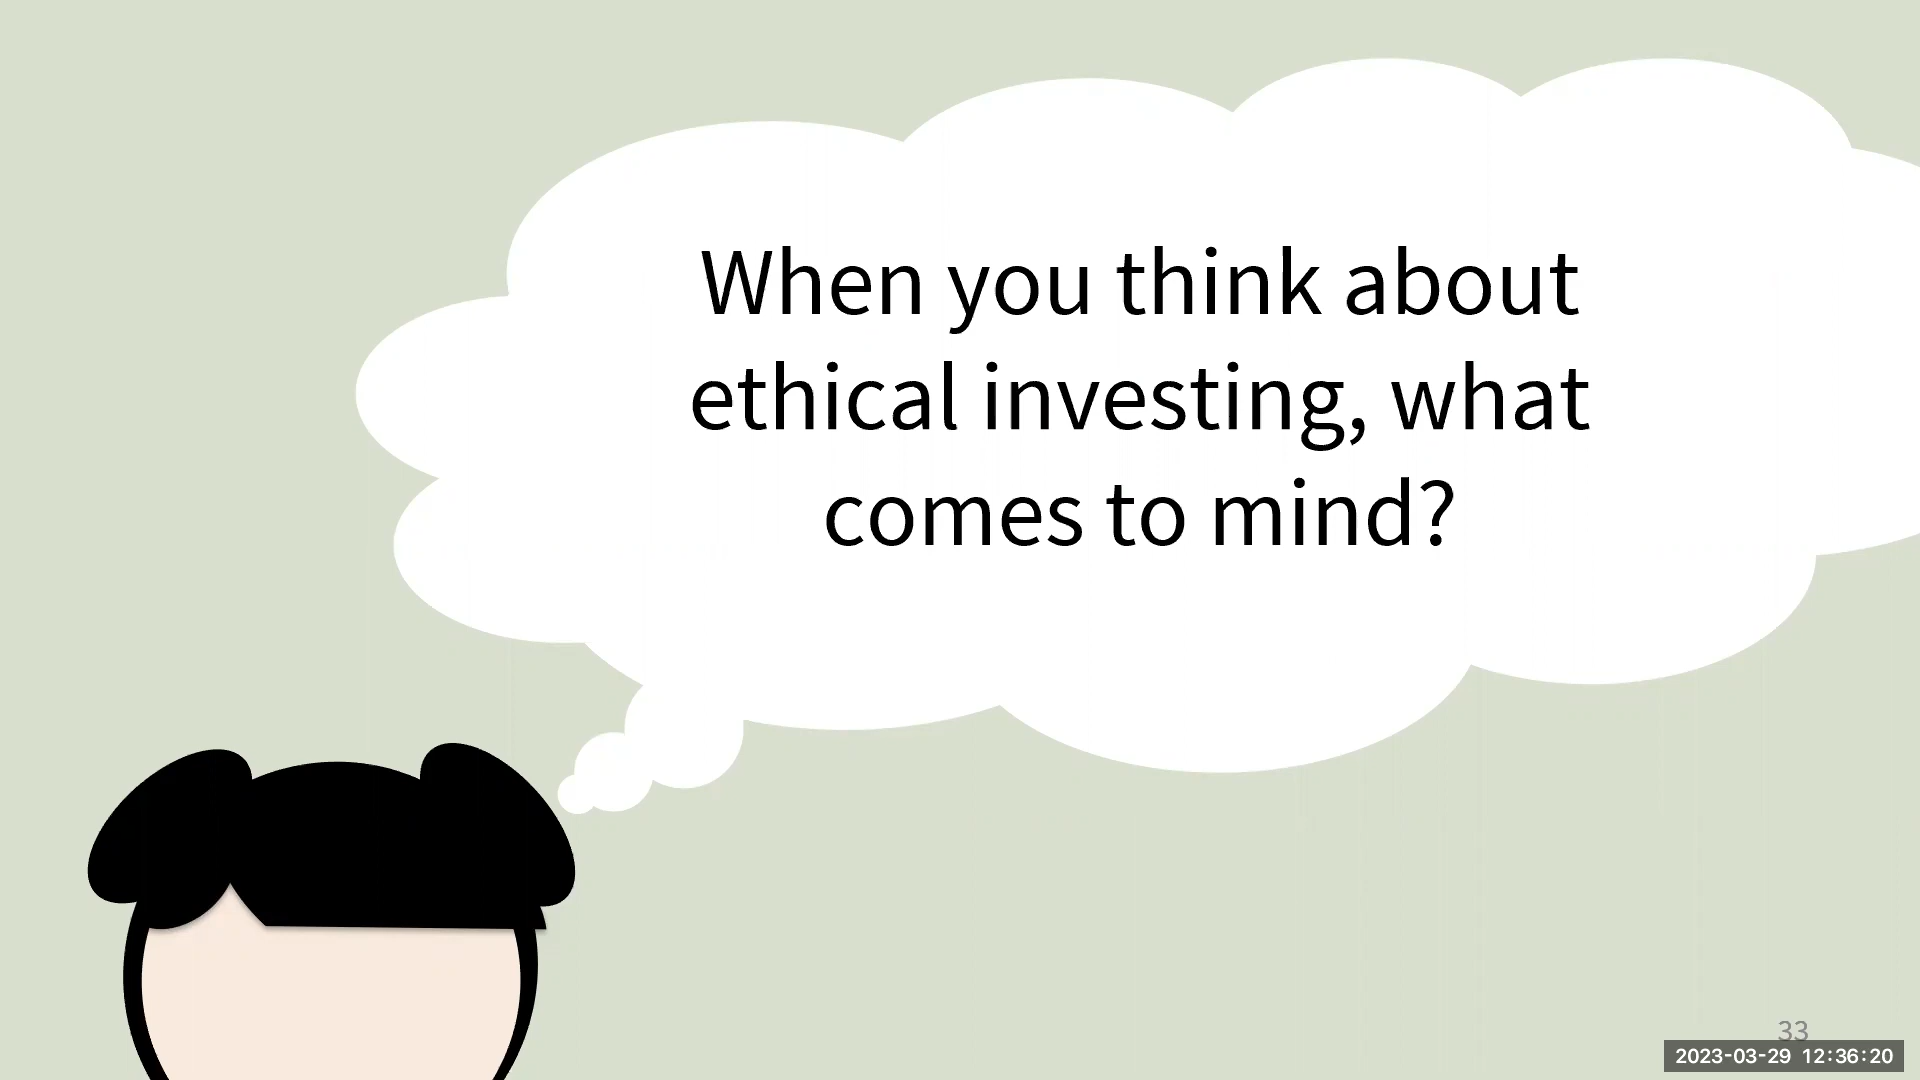 When you think about
ethical investing, what
comes to mind?
33
2023-03-29 12:36:20